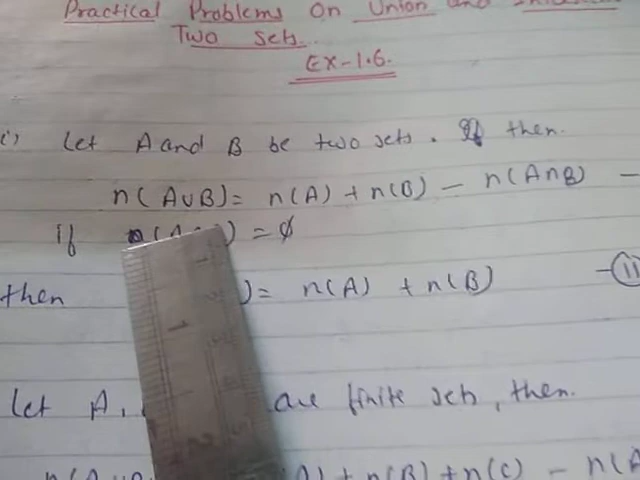 Practical Problems On Union and
Two sets.
Ex-1.6.
i) Let A and B be two sets. then.
n(A∪B) = n(A) + n(B) - n(A∩B) -
If ) = ϕ
then ) = n(A) + n(B) - (II)
Let A, are finite sets, then.
A) + n(B) + n(C) - n(A